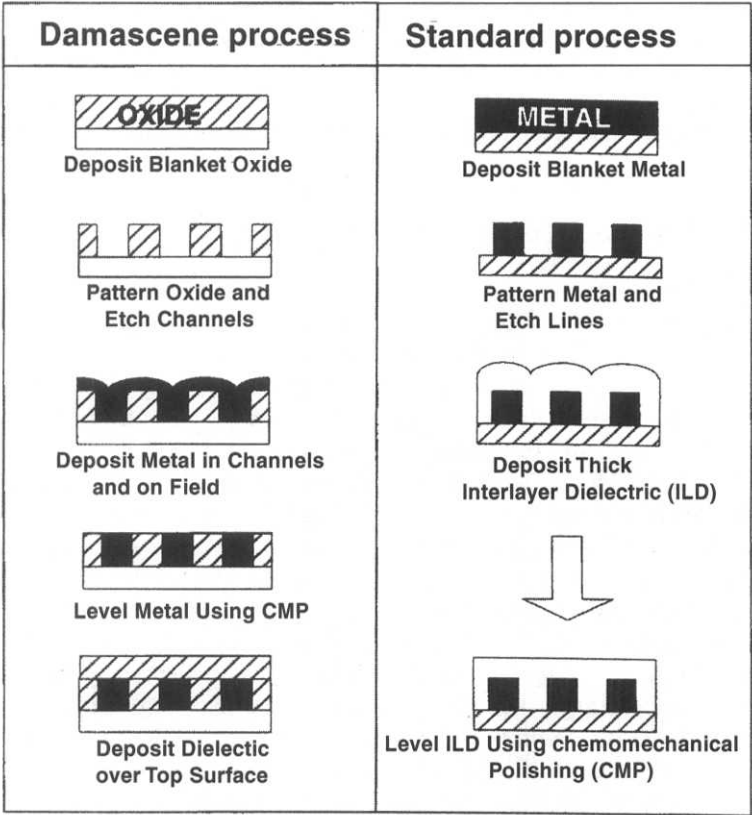 Damascene process
OXIDE
Deposit Blanket Oxide
Pattern Oxide and
Etch Channels
Deposit Metal in Channels
and on Field
Level Metal Using CMP
Deposit Dielectic
over Top Surface
Standard process
METAL
Deposit Blanket Metal
Pattern Metal and
Etch Lines
Deposit Thick
Interlayer Dielectric (ILD)
Level ILD Using chemomechanical
Polishing (CMP)